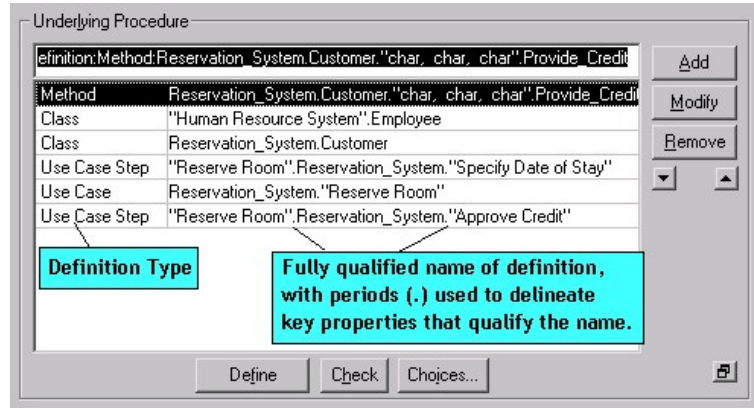 Underlying Procedure
efinition:Method:Reservation_System.Customer."char, char, char".Provide_Credit
Add
Method Reservation_System.Customer."char, char, char".Provide_Credi
Modify
Class "Human Resource System".Employee
Class Reservation_System.Customer
Remove
Use Case Step "Reserve Room".Reservation_System."Specify Date of Stay"
Use Case Reservation_System."Reserve Room"
Use Case Step "Reserve Room".Reservation_System."Approve Credit"
Definition Type
Fully qualified name of definition,
with periods (.) used to delineate
key properties that qualify the name.
Define Check Choices...